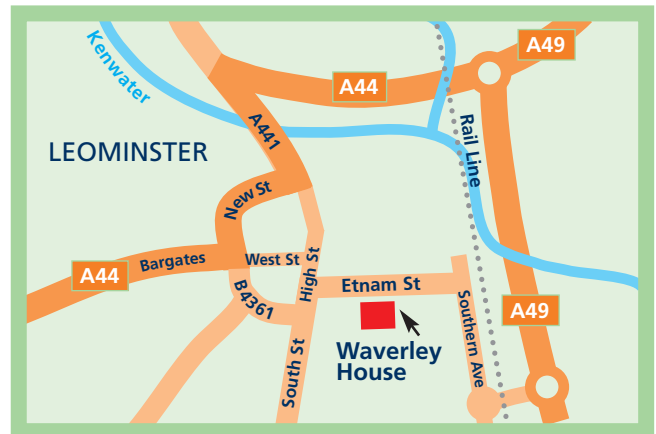 A49
Kenwater
A44
A441
Rail Line
LEOMINSTER
New St
Bargates
West St
High St
A44
B4361
Etnam St
Southern Ave
A49
Waverley
House
South St